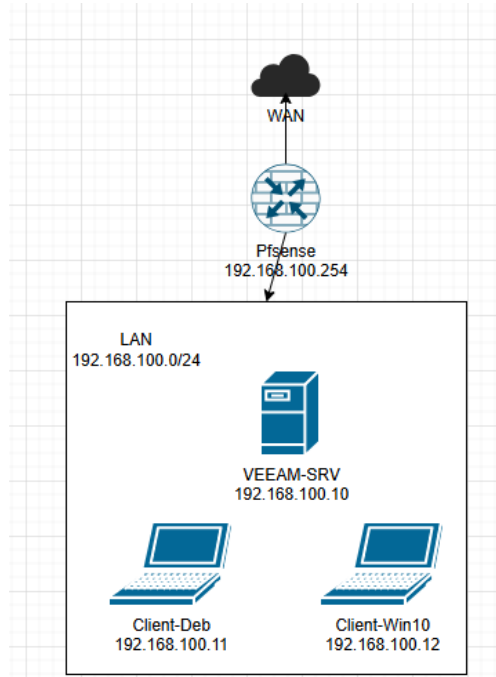 WAN
Pfsense
192.168.100.254
LAN
192.168.100.0/24
VEEAM-SRV
192.168.100.10
Client-Deb
192.168.100.11
Client-Win10
192.168.100.12